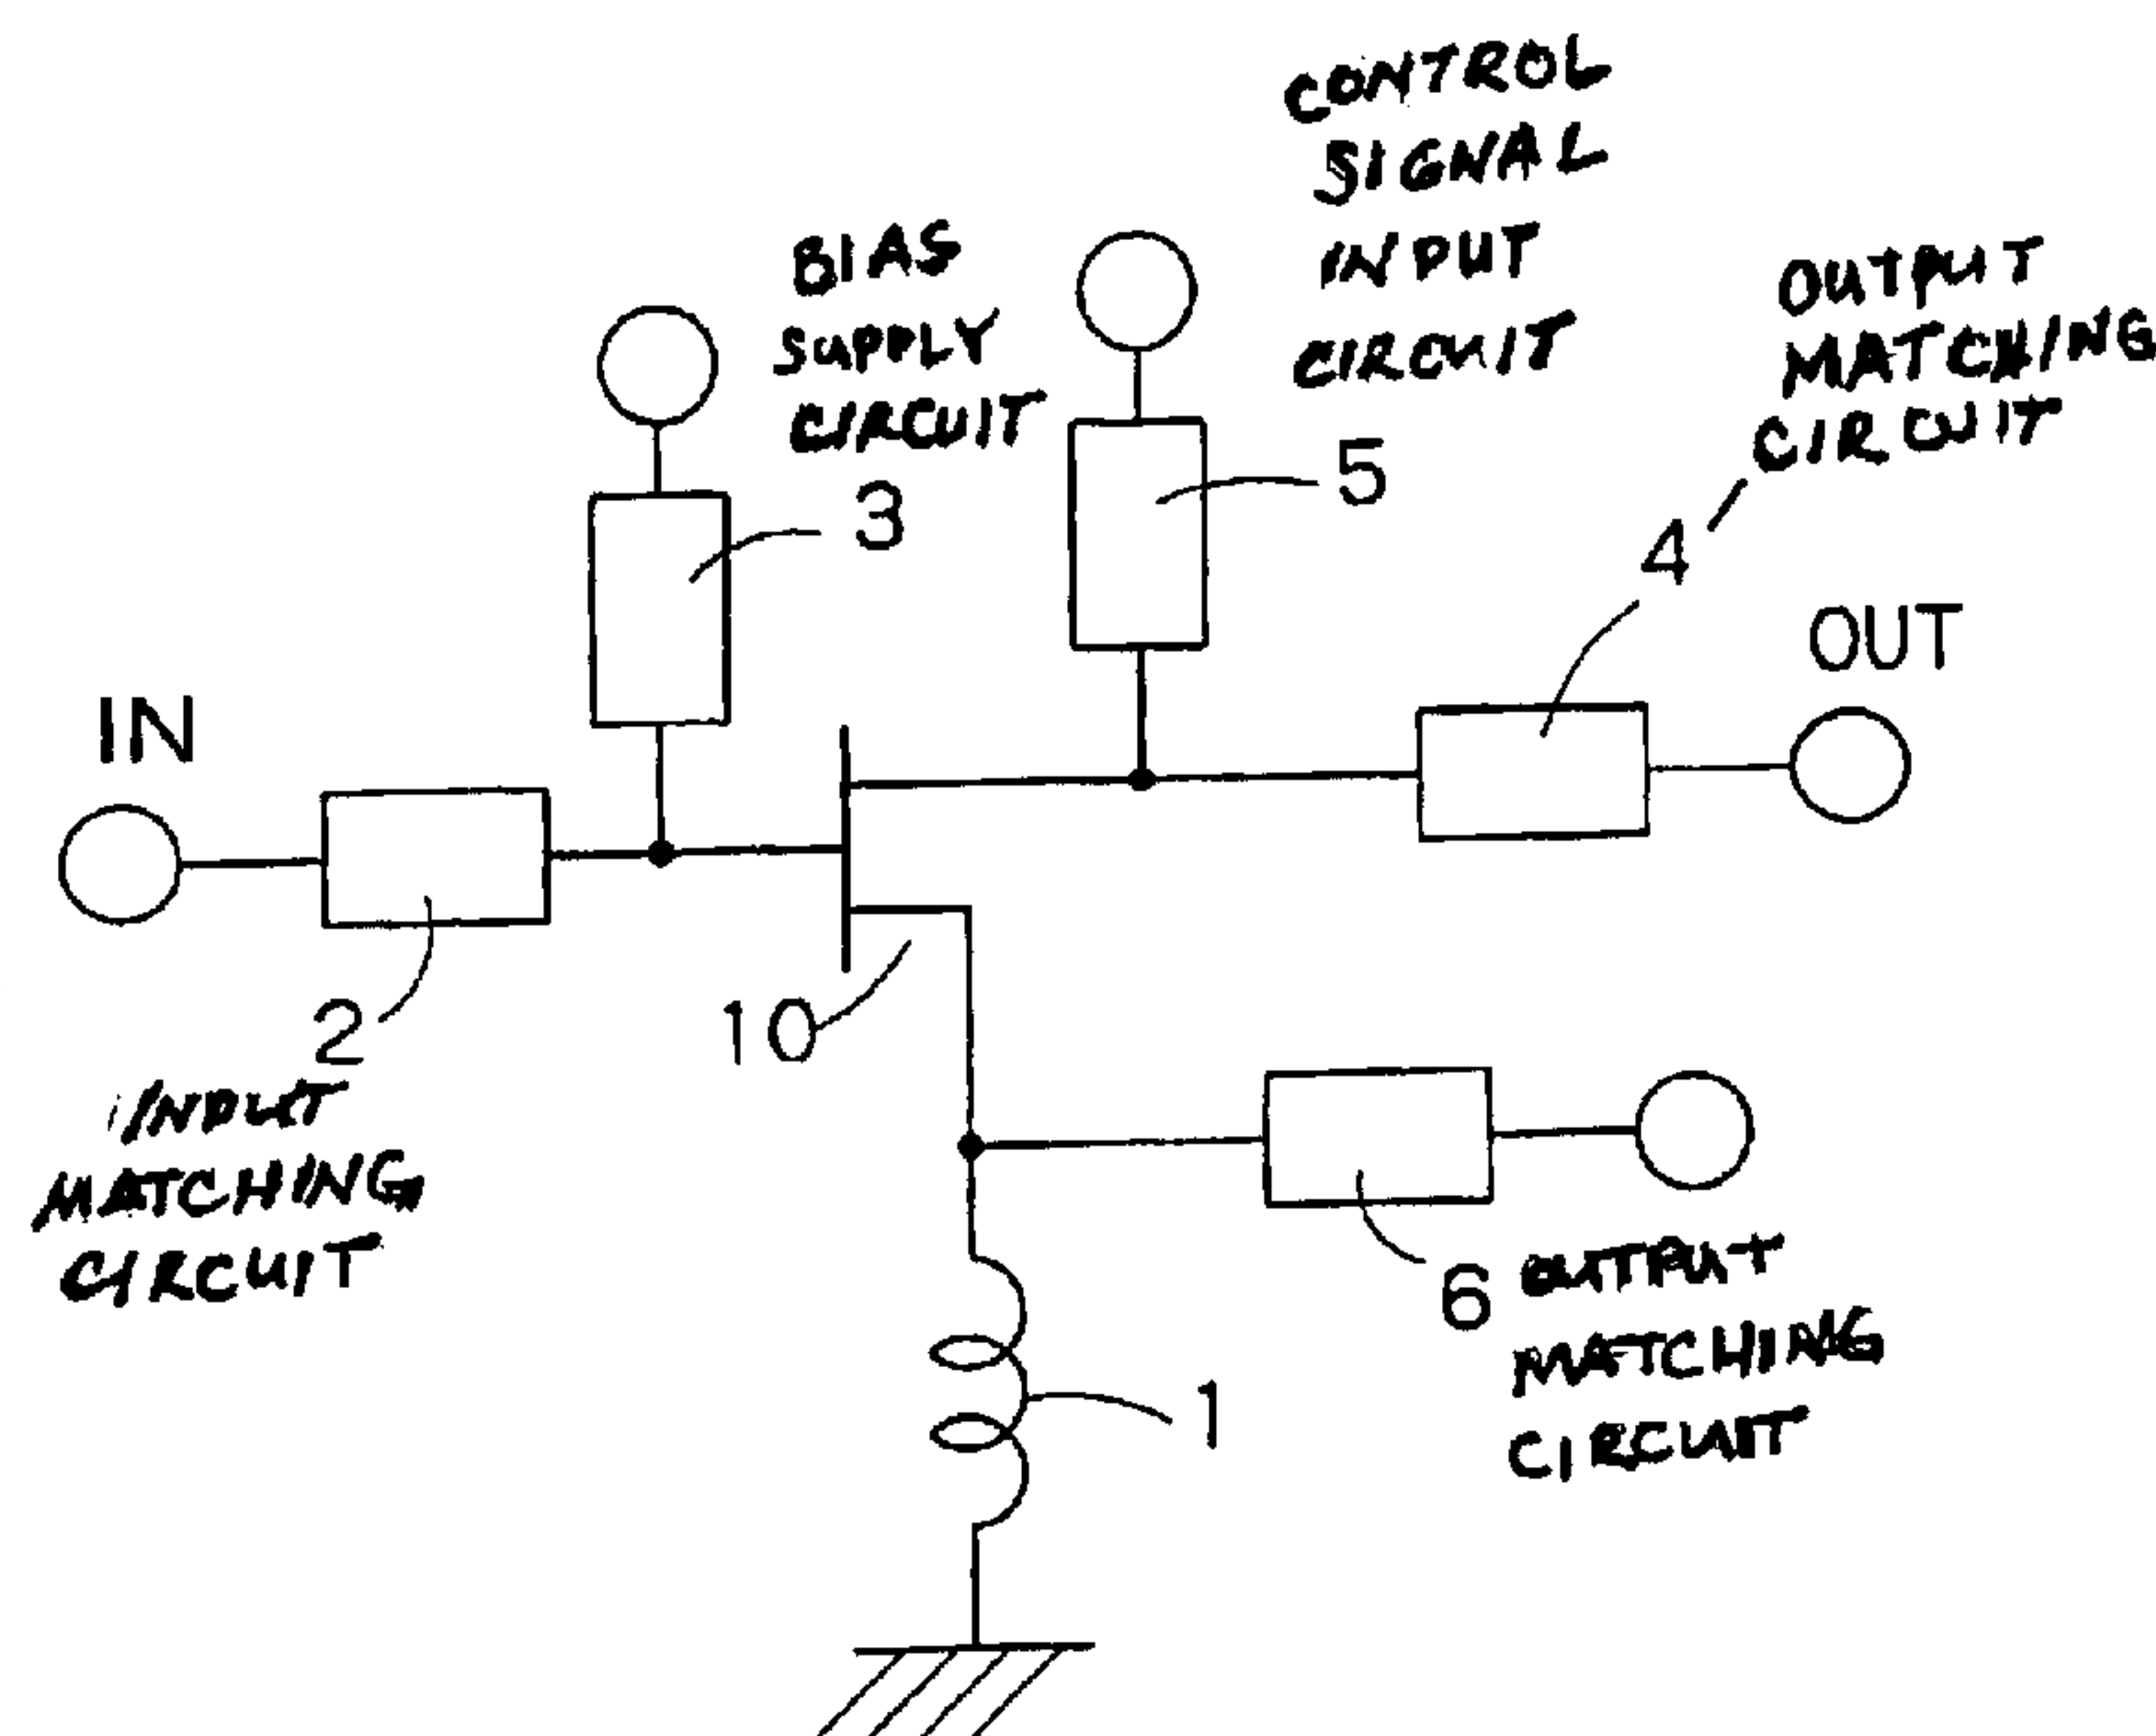 CONTROL
SIGNAL
INPUT
CIRCUIT
BIAS
SUPPLY
CIRCUIT
OUTPUT
MATCHING
CIRCUIT
3
5
4
OUT
IN
2
INPUT
MATCHING
CIRCUIT
10
6 OUTPUT
MATCHING
CIRCUIT
1